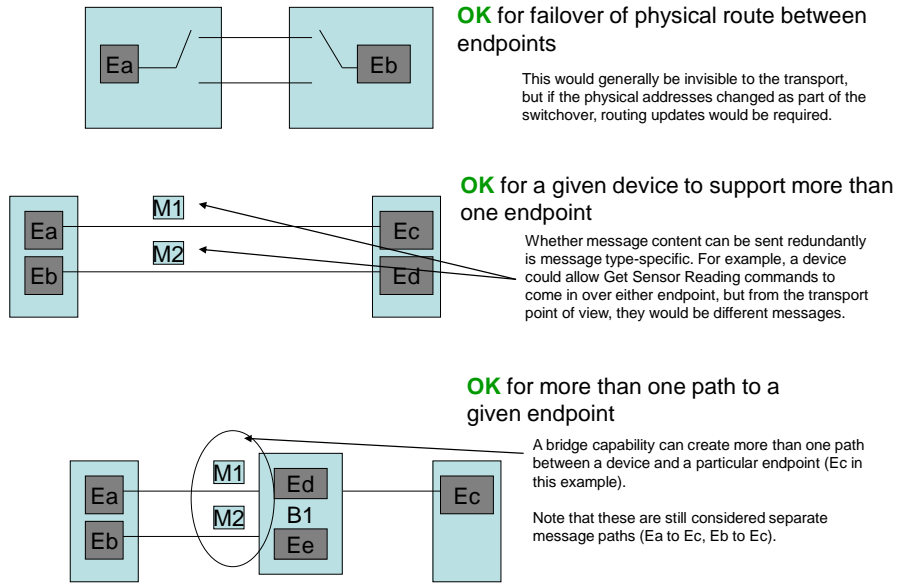 OK for failover of physical route between
endpoints
Ea
Eb
This would generally be invisible to the transport,
but if the physical addresses changed as part of the
switchover, routing updates would be required.
OK for a given device to support more than
one endpoint
M1
Ea
Ec
M2
Eb
Ed
Whether message content can be sent redundantly
is message type-specific. For example, a device
could allow Get Sensor Reading commands to
come in over either endpoint, but from the transport
point of view, they would be different messages.
OK for more than one path to a
given endpoint
A bridge capability can create more than one path
between a device and a particular endpoint (Ec in
this example).
Note that these are still considered separate
message paths (Ea to Ec, Eb to Ec).
M1
Ea
Ed
Ec
M2
B1
Eb
Ee